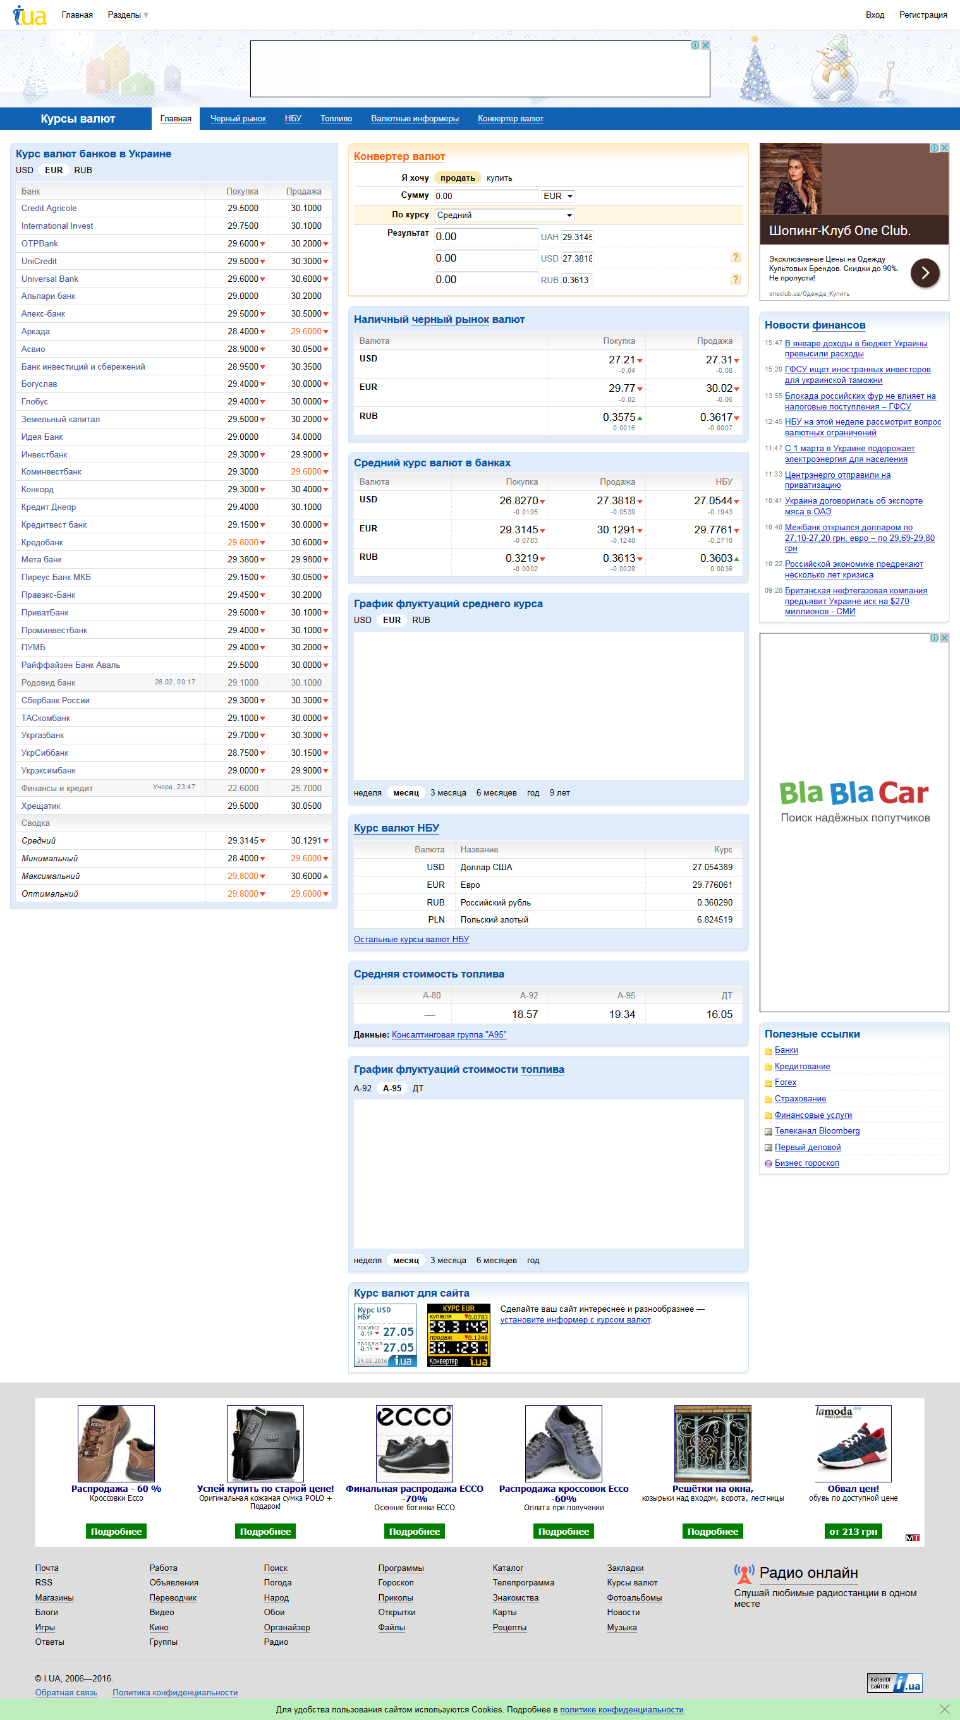 i.ua
Главная
Разделы
Вход
Регистрация
Курсы валют
Главная
Черный рынок
НБУ
Топливо
Валютные информеры
Конвертер валют
Курс валют банков в Украине
USD EUR RUB
Банк Покупка Продажа
Credit Agricole 29.5000 30.1000
International Invest 29.7500 30.1000
OTPBank 29.6000 30.2000
UniCredit 29.5000 30.3000
Universal Bank 29.6000 30.6000
Альпари банк 29.0000 30.2000
Апекс-банк 29.5000 30.5000
Аркада 28.4000 29.6000
Асвио 28.9000 30.0500
Банк инвестиций и сбережений 28.9500 30.3500
Богуслав 29.4000 30.0000
Глобус 29.4000 30.0000
Земельный капитал 29.5000 30.2000
Идея Банк 29.0000 34.0000
Инвестбанк 29.3000 29.9000
Коминвестбанк 29.3000 29.6000
Конкорд 29.3000 30.4000
Кредит Днепр 29.4000 30.1000
Кредитвест банк 29.1500 30.0000
Кредобанк 29.8000 30.6000
Мета банк 29.3800 29.9800
Пиреус Банк МКБ 29.1500 30.0500
Правэкс-Банк 29.4500 30.2000
ПриватБанк 29.5000 30.1000
Проминвестбанк 29.4000 30.1000
ПУМБ 29.4000 30.2000
Райффайзен Банк Аваль 29.5000 30.0000
Родовид банк 26.02, 09:17 29.1000 30.1000
Сбербанк России 29.3000 30.3000
ТАСкомбанк 29.1000 30.0000
Укргазбанк 29.7000 30.3000
УкрСиббанк 28.7500 30.1500
Укрэксимбанк 29.0000 29.9000
Финансы и кредит Учора, 23:47 22.6000 25.7000
Хрещатик 29.5000 30.0500
Сводка
Средний 29.3145 30.1291
Минимальный 28.4000 29.6000
Максимальный 29.8000 30.6000
Оптимальный 29.8000 29.6000
Конвертер валют
Я хочу продать купить
Сумму 0.00 EUR
По курсу Средний
Результат 0.00 UAH 29.3145
0.00 USD 27.3818 ?
0.00 RUB 0.3613 ?
Наличный черный рынок валют
Валюта Покупка Продажа
USD 27.21 27.31
-0.04 -0.08
EUR 29.77 30.02
-0.02 -0.06
RUB 0.3575 0.3617
0.0016 -0.0007
Средний курс валют в банках
Валюта Покупка Продажа НБУ
USD 26.8270 27.3818 27.0544
-0.0195 -0.0539 -0.1943
EUR 29.3145 30.1291 29.7761
-0.0783 -0.1248 -0.2710
RUB 0.3219 0.3613 0.3603
-0.0002 -0.0028 0.0036
График флуктуаций среднего курса
USD EUR RUB
неделя месяц 3 месяца 6 месяцев год 9 лет
Курс валют НБУ
Валюта Название Курс
USD Доллар США 27.054389
EUR Евро 29.776061
RUB Российский рубль 0.360290
PLN Польский злотый 6.824519
Остальные курсы валют НБУ
Средняя стоимость топлива
А-80 А-92 А-95 ДТ
— 18.57 19.34 16.05
Данные: Консалтинговая группа "А95"
График флуктуаций стоимости топлива
А-92 А-95 ДТ
неделя месяц 3 месяца 6 месяцев год
Курс валют для сайта
Курс USD
НБУ
покупка
-0.19 27.05
продажа
-0.19 27.05
29.02.2016 i.ua
КУРС EUR
купівля 0.0783
29.3145
продаж 0.1248
30.1291
Конвертер i.ua
Сделайте ваш сайт интереснее и разнообразнее —
установите информер с курсом валют.
Шопинг-Клуб One Club.
Эксклюзивные Цены на Одежду
Культовых Брендов. Скидки до 90%.
Не пропусти!
oneclub.ua/Одежда_Купить
Новости финансов
15:47 В январе доходы в бюджет Украины
превысили расходы
15:20 ГФСУ ищет иностранных инвесторов
для украинской таможни
13:55 Блокада российских фур не влияет на
налоговые поступления – ГФСУ
12:45 НБУ на этой неделе рассмотрит вопрос
валютных ограничений
11:47 С 1 марта в Украине подорожает
электроэнергия для населения
11:33 Центрэнерго отправили на
приватизацию
10:41 Украина договорилась об экспорте
мяса в ОАЭ
10:40 Межбанк открылся долларом по
27,10-27,20 грн, евро – по 29,69-29,80
грн
10:22 Российской экономике предрекают
несколько лет кризиса
09:26 Британская нефтегазовая компания
предъявит Украине иск на $270
миллионов - СМИ
Bla Bla Car
Поиск надёжных попутчиков
Полезные ссылки
Банки
Кредитование
Forex
Страхование
Финансовые услуги
Телеканал Bloomberg
Первый деловой
Бизнес гороскоп
ecco
lamoda
Распродажа - 60 %
Кроссовки Ecco
Подробнее
Успей купить по старой цене!
Оригинальная кожаная сумка POLO +
Подарок!
Подробнее
Финальная распродажа ECCO
-70%
Осенние ботинки ECCO
Подробнее
Распродажа кроссовок Ecco
-60%
Оплата при получении
Подробнее
Решётки на окна,
козырьки над входом, ворота, лестницы
Подробнее
Обвал цен!
обувь по доступной цене
от 213 грн
МТ
Почта Работа Поиск Программы Каталог Закладки
RSS Объявления Погода Гороскоп Телепрограмма Курсы валют
Магазины Переводчик Народ Приколы Знакомства Фотоальбомы
Блоги Видео Обои Открытки Карты Новости
Игры Кино Органайзер Файлы Рецепты Музыка
Ответы Группы Радио
Радио онлайн
Слушай любимые радиостанции в одном
месте
© I.UA, 2006—2016.
Обратная связь Политика конфиденциальности
каталог
сайтов i.ua
Для удобства пользования сайтом используются Cookies. Подробнее в политике конфиденциальности